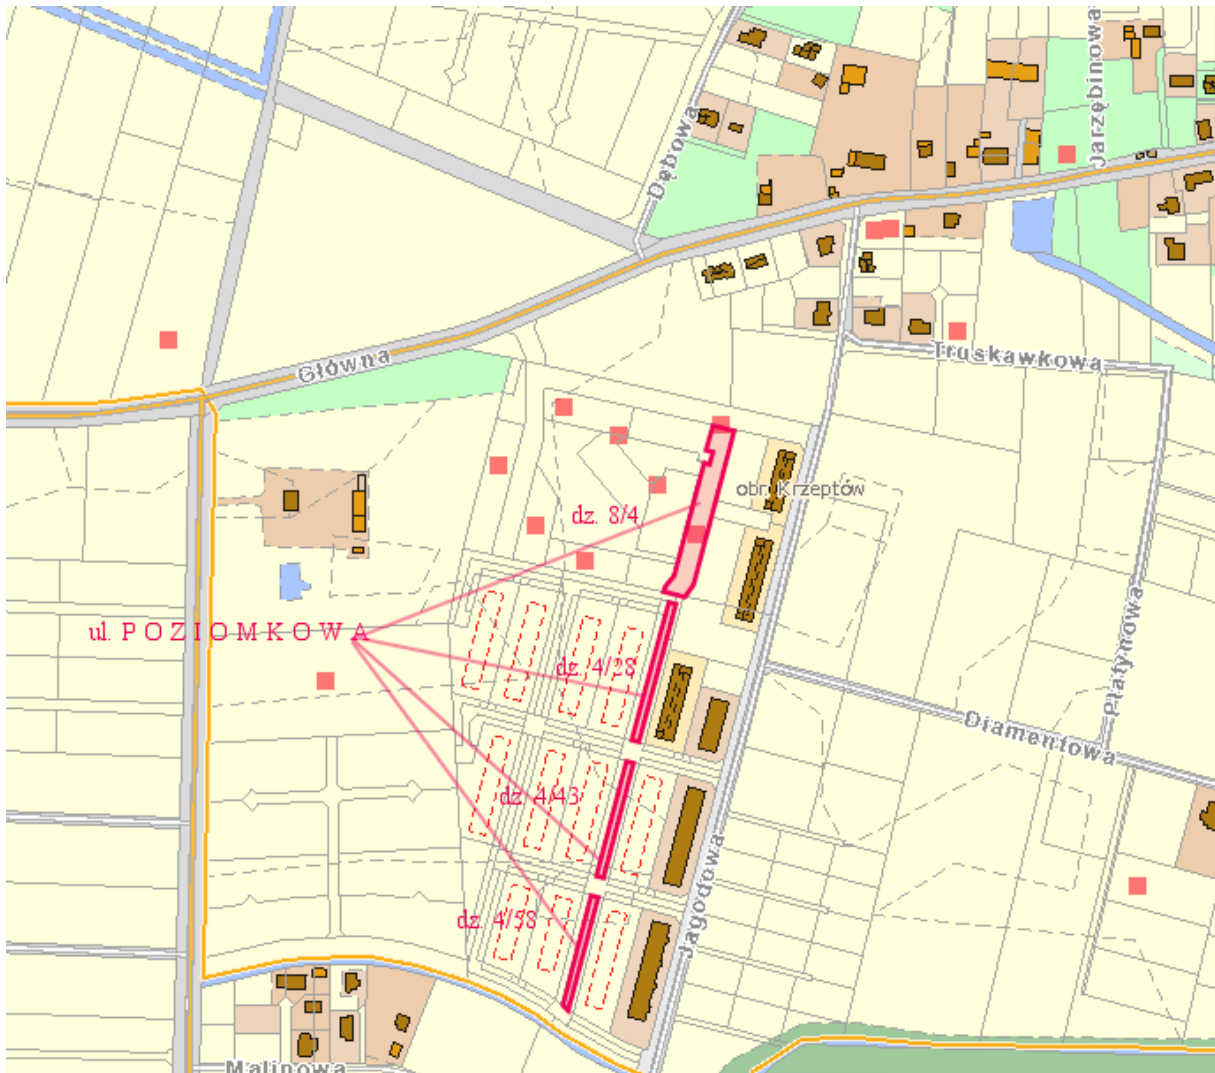 Jarzębinowa
Dębowa
Główna
Truskawkowa
obr. Krzeptów
dz. 8/4
ul. P O Z I O M K O W A
dz. 4/28
Platynowa
Diamentowa
dz. 4/43
Jagodowa
dz. 4/58
Malinowa